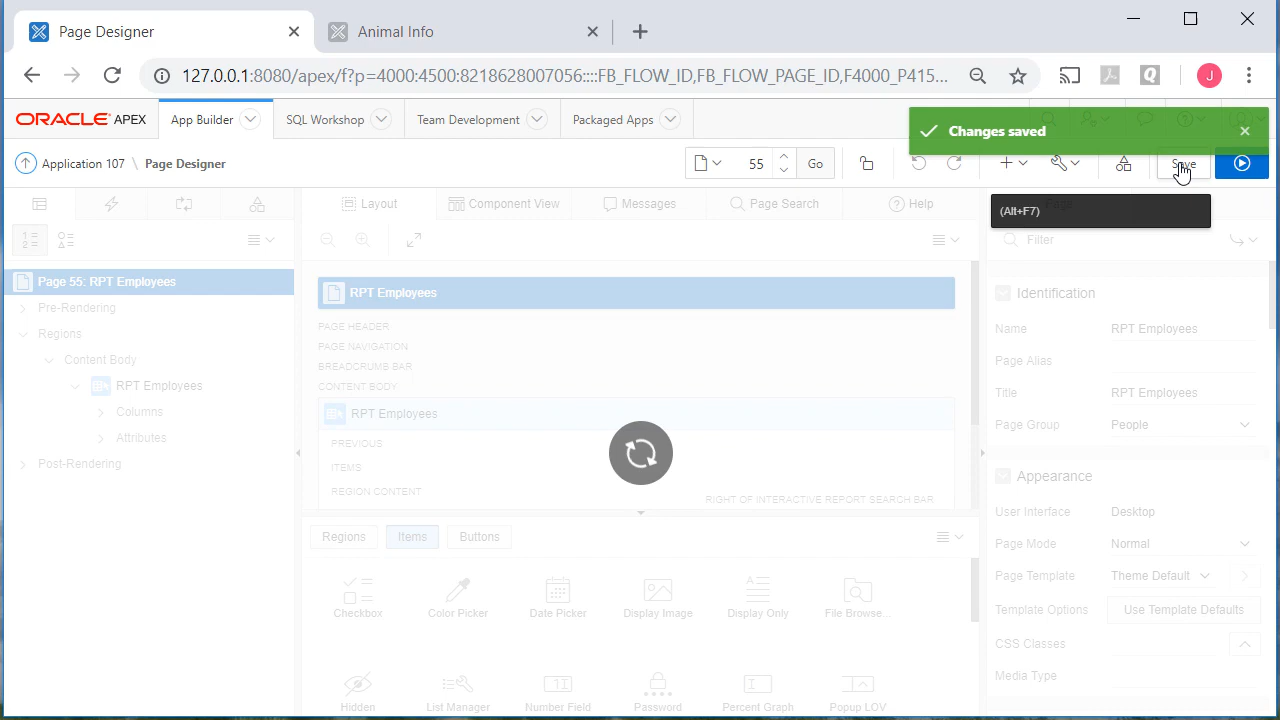 Page Designer
Animal Info
127.0.0.1:8080/apex/f?p=4000:4500:8218628007056::::FB_FLOW_ID,FB_FLOW_PAGE_ID,F4000_P415...
J
ORACLE APEX
App Builder
SQL Workshop
Team Development
Packaged Apps
Changes saved
Application 107 \ Page Designer
55
Go
Save
(Alt+F7)
Layout
Component View
Messages
Page Search
Help
Page
Filter
Page 55: RPT Employees
Pre-Rendering
Regions
Content Body
RPT Employees
Columns
Attributes
Post-Rendering
RPT Employees
PAGE HEADER
PAGE NAVIGATION
BREADCRUMBS BAR
CONTENT BODY
RPT Employees
PREVIOUS
ITEMS
REGION CONTENT
RIGHT OF INTERACTIVE REPORT SEARCH BAR
Regions
Items
Buttons
Checkbox
Color Picker
Date Picker
Display Image
Display Only
File Browse...
Hidden
List Manager
Number Field
Password
Percent Graph
Popup LOV
Identification
Name RPT Employees
Page Alias
Title RPT Employees
Page Group People
Appearance
User Interface Desktop
Page Mode Normal
Page Template Theme Default
Template Options Use Template Defaults
CSS Classes
Media Type